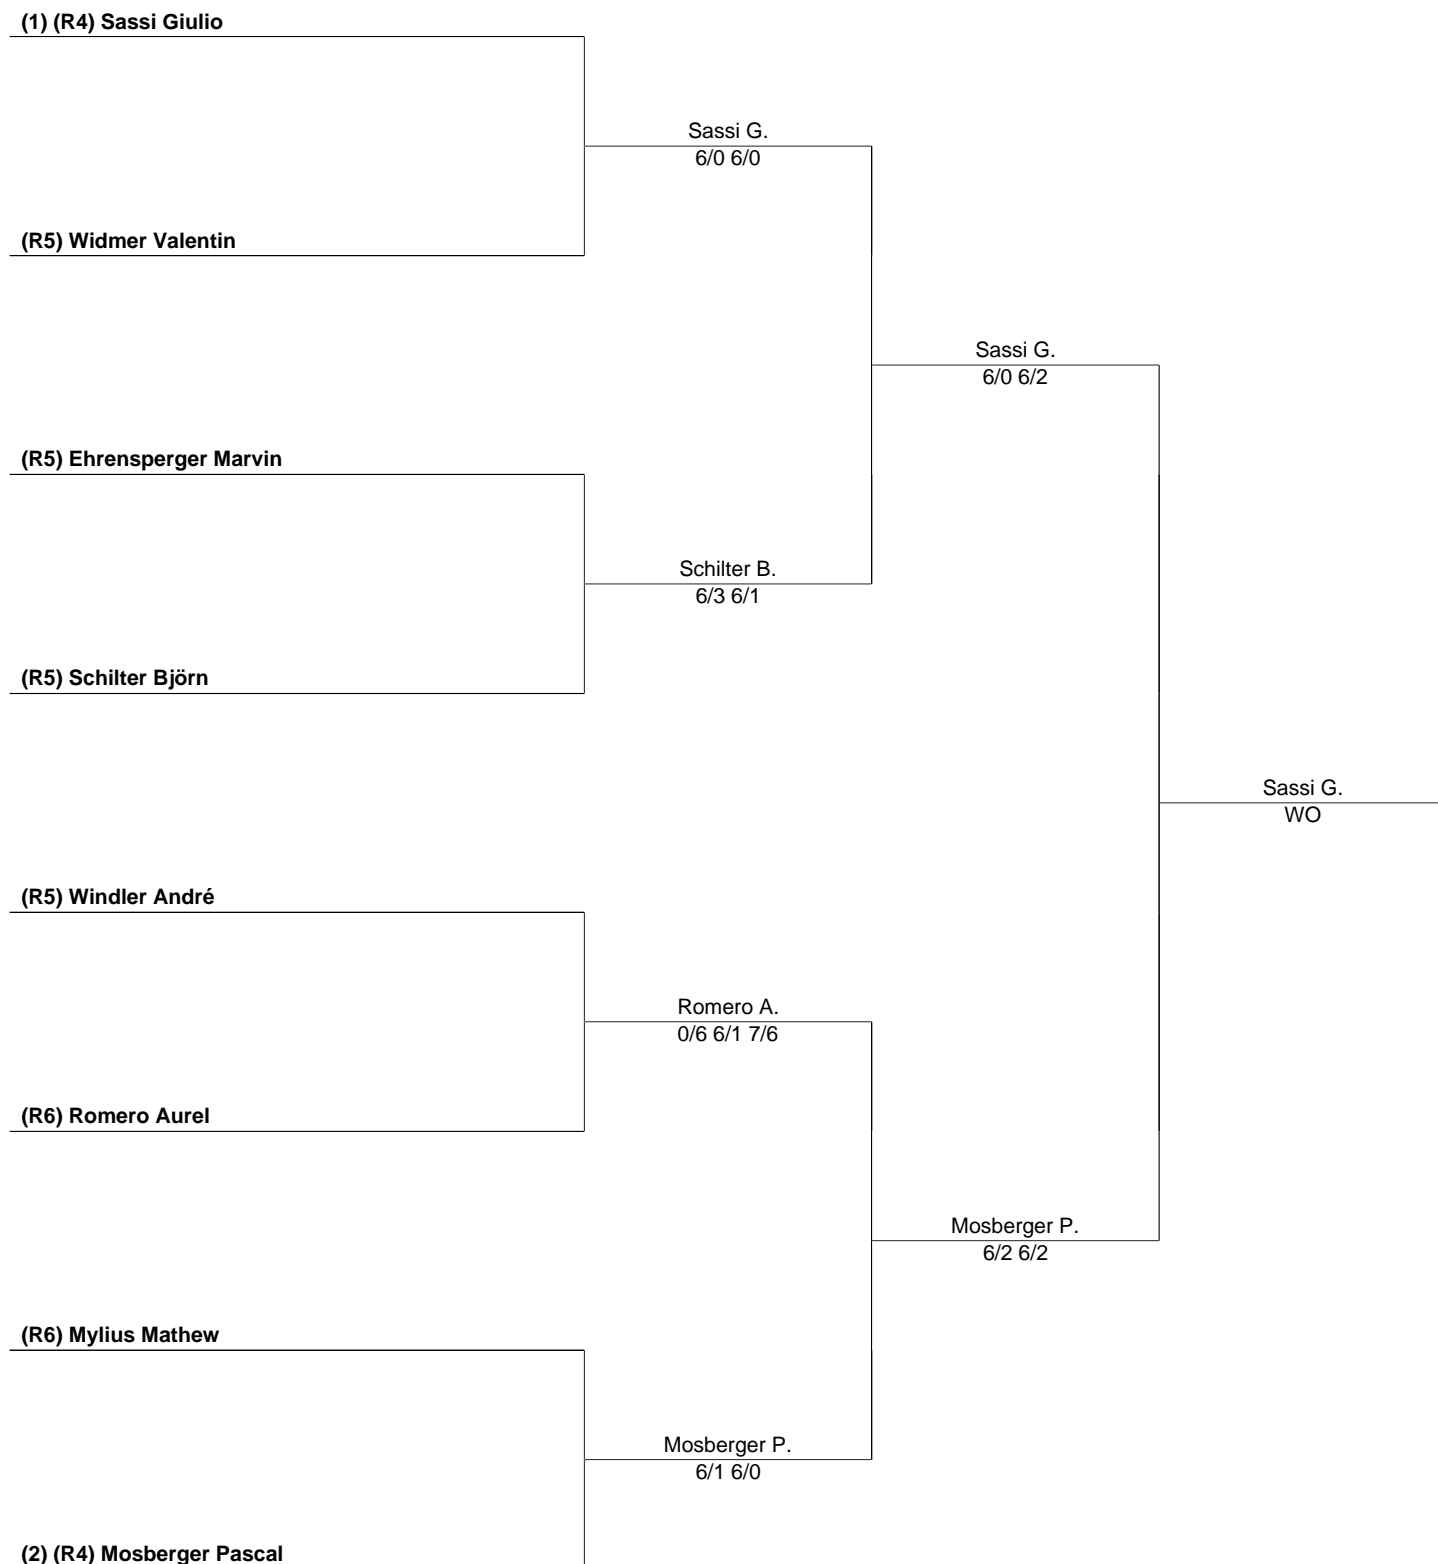 (1) (R4) Sassi Giulio
Sassi G.
6/0 6/0
(R5) Widmer Valentin
Sassi G.
6/0 6/2
(R5) Ehrensperger Marvin
Schilter B.
6/3 6/1
(R5) Schilter Björn
Sassi G.
WO
(R5) Windler André
Romero A.
0/6 6/1 7/6
(R6) Romero Aurel
Mosberger P.
6/2 6/2
(R6) Mylius Mathew
Mosberger P.
6/1 6/0
(2) (R4) Mosberger Pascal